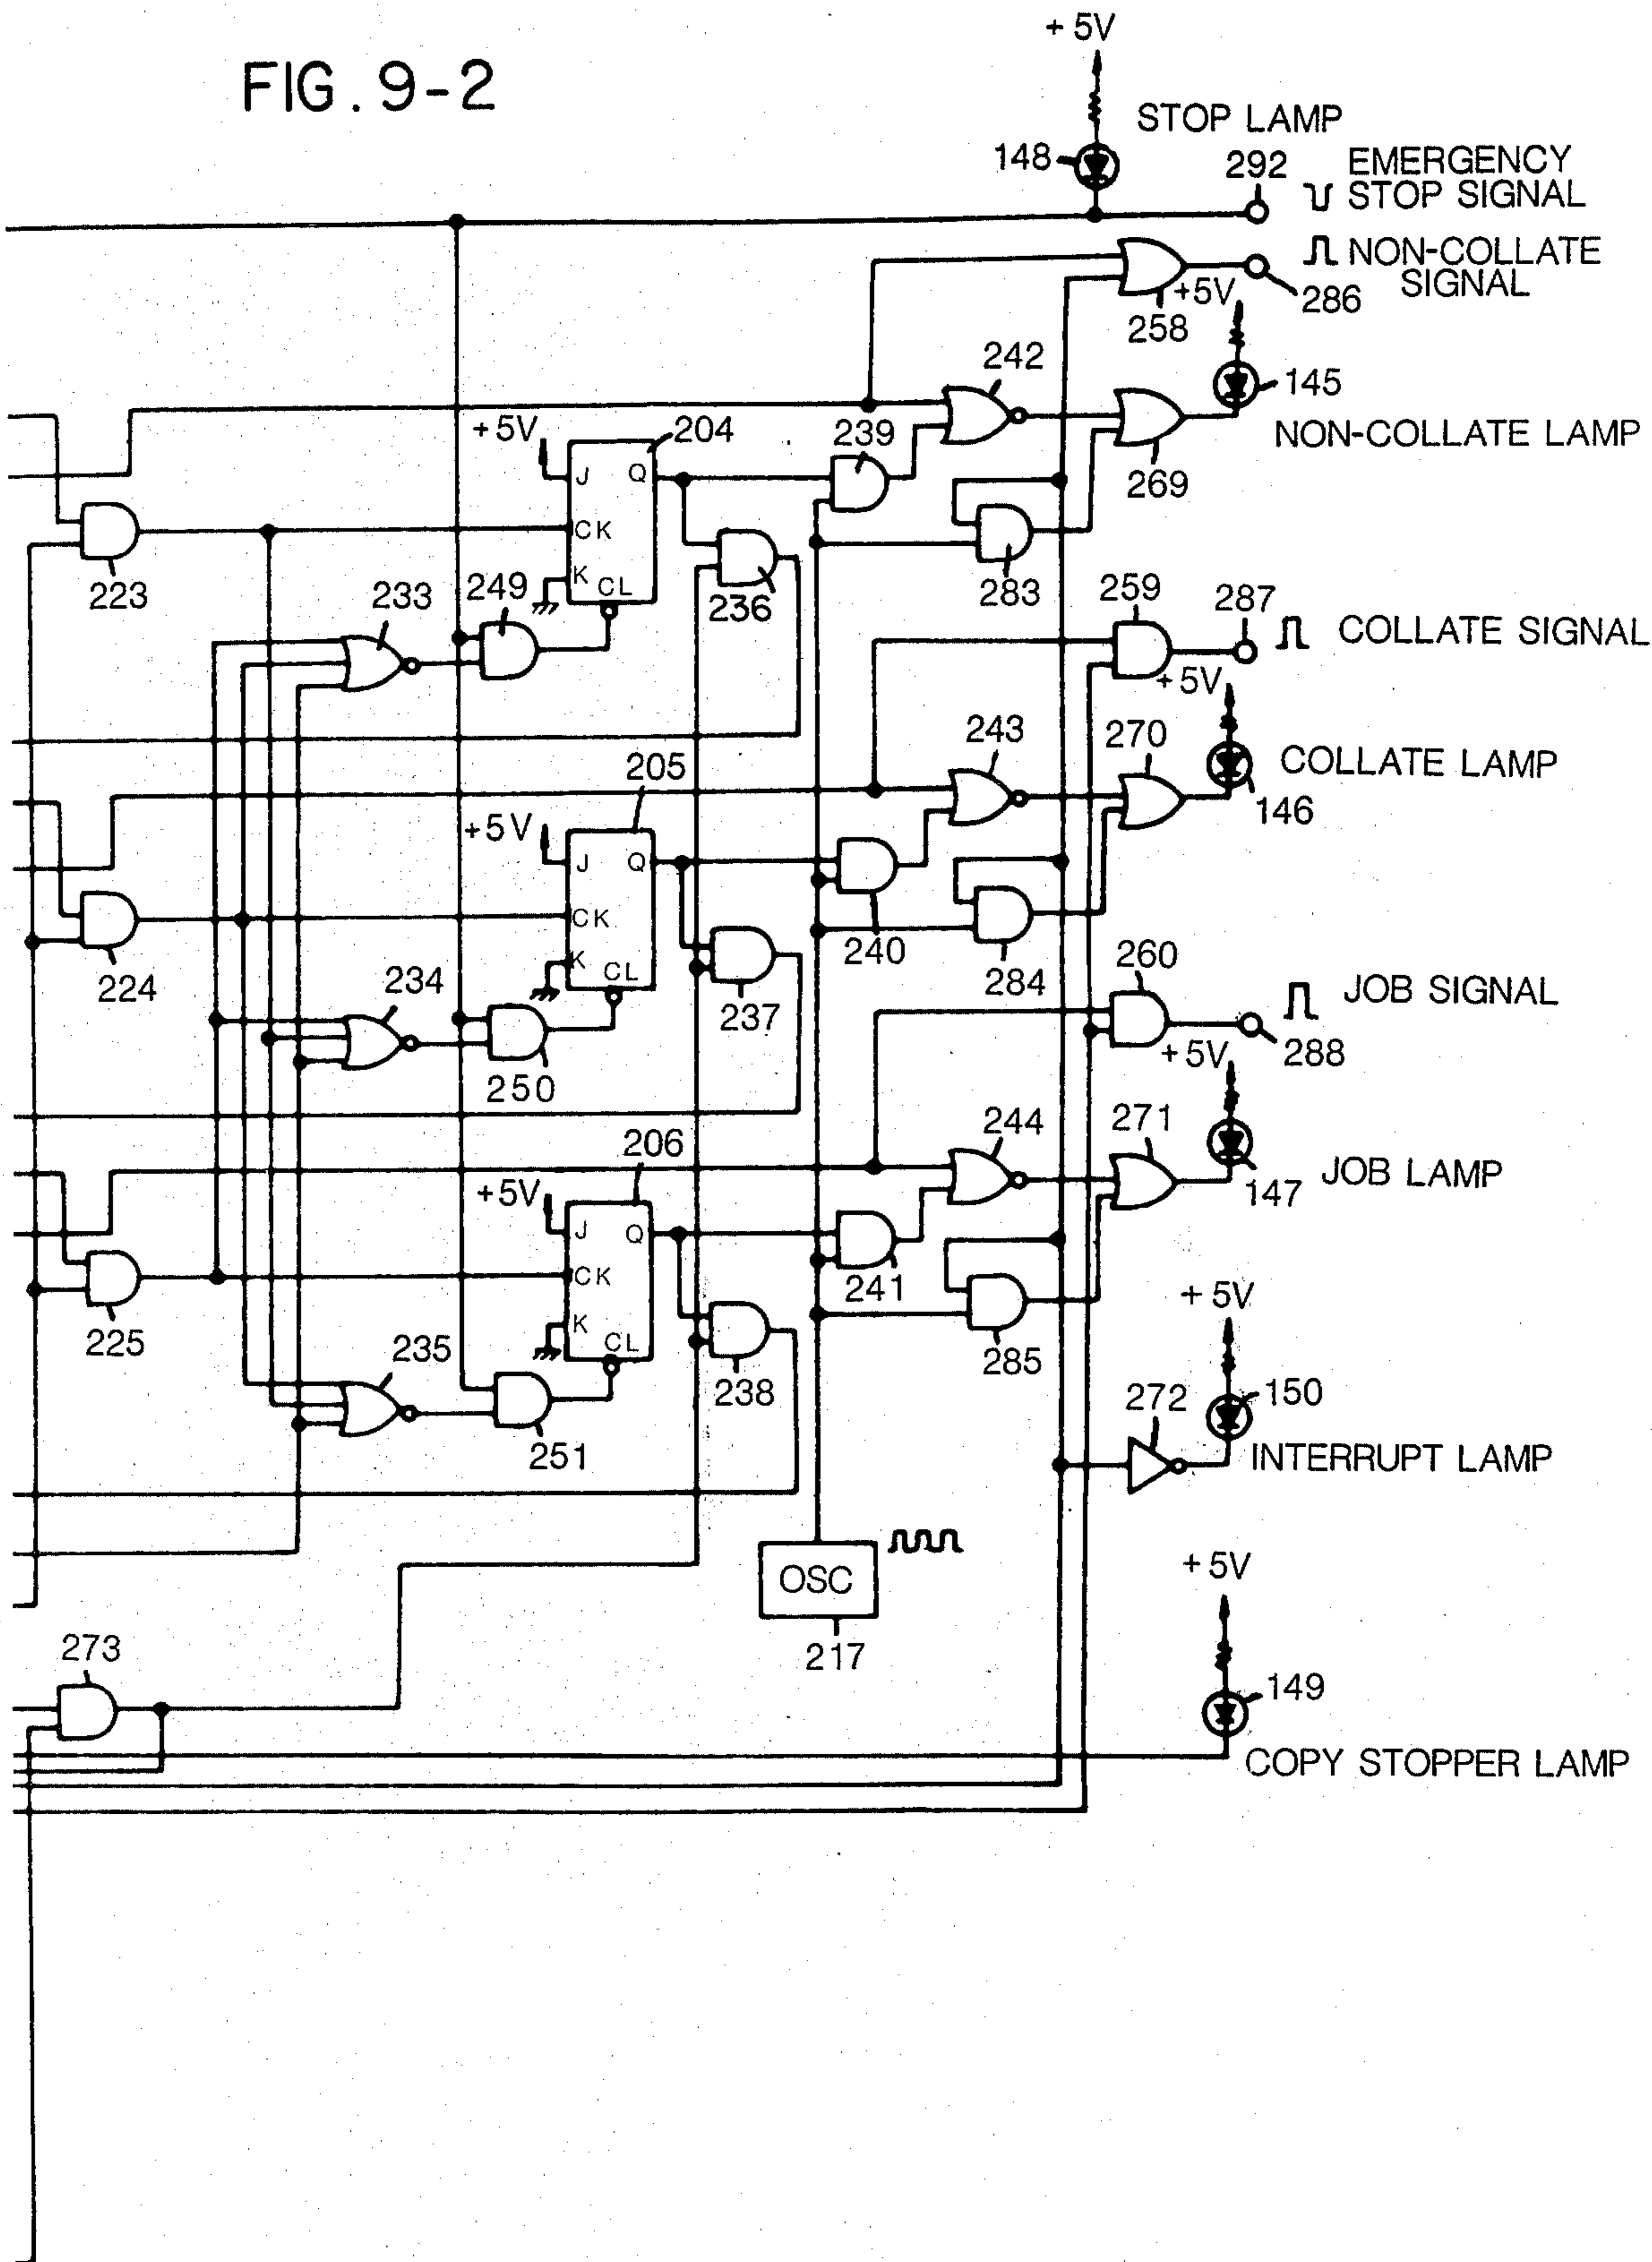 FIG. 9-2
+5V
STOP LAMP
148
292
EMERGENCY
STOP SIGNAL
NON-COLLATE
SIGNAL
286
+5V
258
242
145
NON-COLLATE LAMP
+5V
204
239
269
J
Q
CK
K
CL
223
233
249
236
283
259
287
COLLATE SIGNAL
+5V
243
270
COLLATE LAMP
205
146
+5V
J
Q
CK
K
CL
224
234
237
240
284
260
JOB SIGNAL
288
+5V
250
244
271
206
147
JOB LAMP
+5V
J
Q
CK
K
CL
241
225
235
238
285
+5V
272
150
251
INTERRUPT LAMP
OSC
217
+5V
273
149
COPY STOPPER LAMP